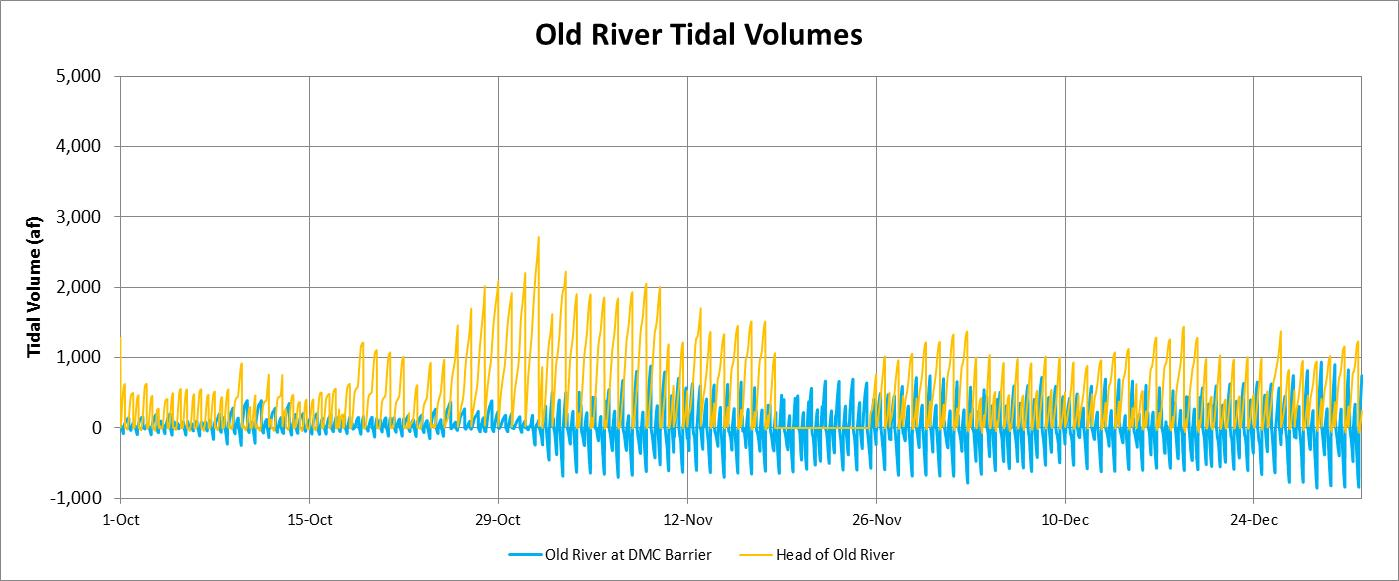 Old River Tidal Volumes
5,000
4,000
3,000
2,000
1,000
0
-1,000
Tidal Volume (af)
1-Oct 15-Oct 29-Oct 12-Nov 26-Nov 10-Dec 24-Dec
Old River at DMC Barrier Head of Old River